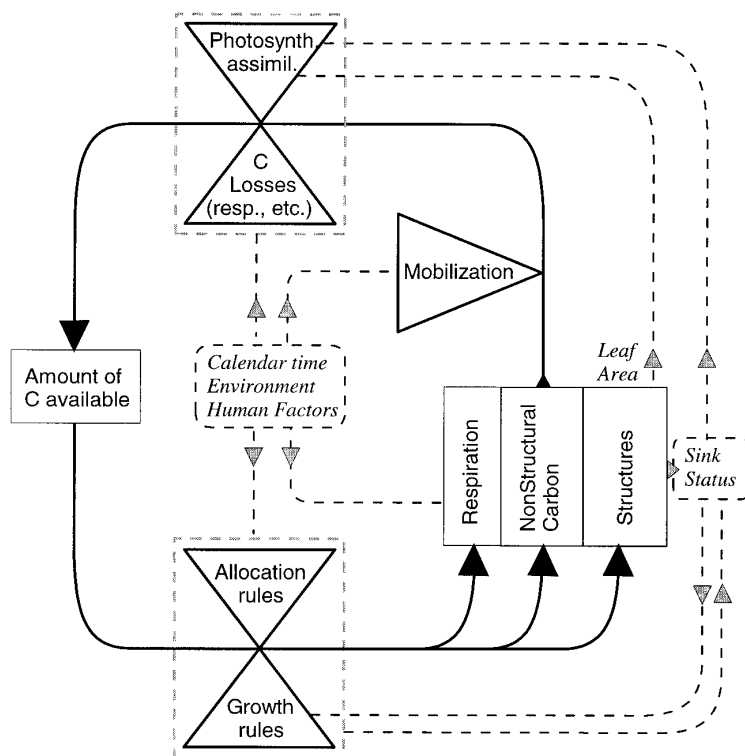 Photosynth.
assimil.
C
Losses
(resp., etc.)
Mobilization
Amount of
C available
Calendar time
Environment
Human Factors
Leaf
Area
Respiration
NonStructural
Carbon
Structures
Sink
Status
Allocation
rules
Growth
rules